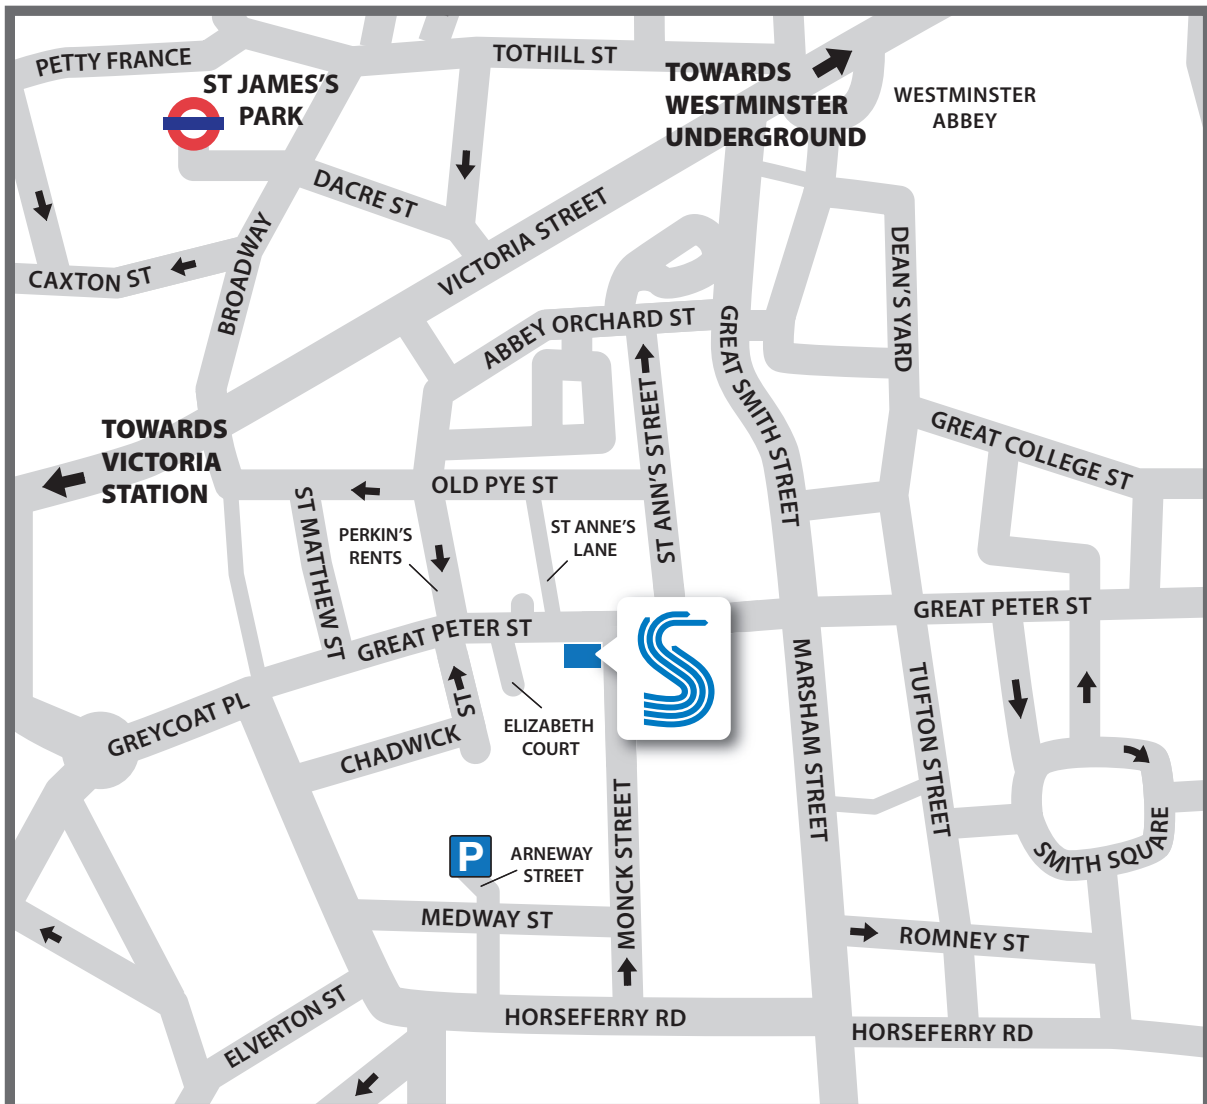 PETTY FRANCE
TOTHILL ST
ST JAMES'S
PARK
TOWARDS
WESTMINSTER
UNDERGROUND
WESTMINSTER
ABBEY
DACRE ST
VICTORIA STREET
CAXTON ST
BROADWAY
DEAN'S YARD
ABBEY ORCHARD ST
GREAT SMITH STREET
TOWARDS
VICTORIA
STATION
ST ANN'S STREET
GREAT COLLEGE ST
OLD PYE ST
ST MATTHEW ST
PERKIN'S
RENTS
ST ANNE'S
LANE
GREAT PETER ST
GREAT PETER ST
GREYCOAT PL
CHADWICK
ST S
ELIZABETH
COURT
MARSHAM STREET
TUFTON STREET
MONCK STREET
SMITH SQUARE
P
ARNEWAY
STREET
MEDWAY ST
ROMNEY ST
ELVERTON ST
HORSEFERRY RD
HORSEFERRY RD